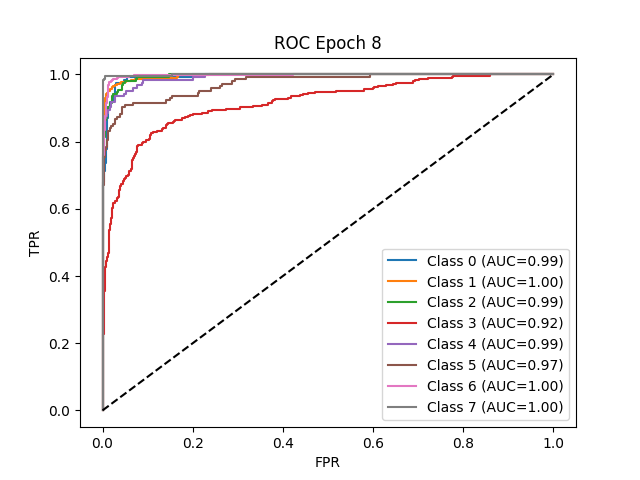 ROC Epoch 8
1.0
0.8
0.6
0.4
0.2
0.0
TPR
Class 0 (AUC=0.99)
Class 1 (AUC=1.00)
Class 2 (AUC=0.99)
Class 3 (AUC=0.92)
Class 4 (AUC=0.99)
Class 5 (AUC=0.97)
Class 6 (AUC=1.00)
Class 7 (AUC=1.00)
0.0 0.2 0.4 0.6 0.8 1.0
FPR